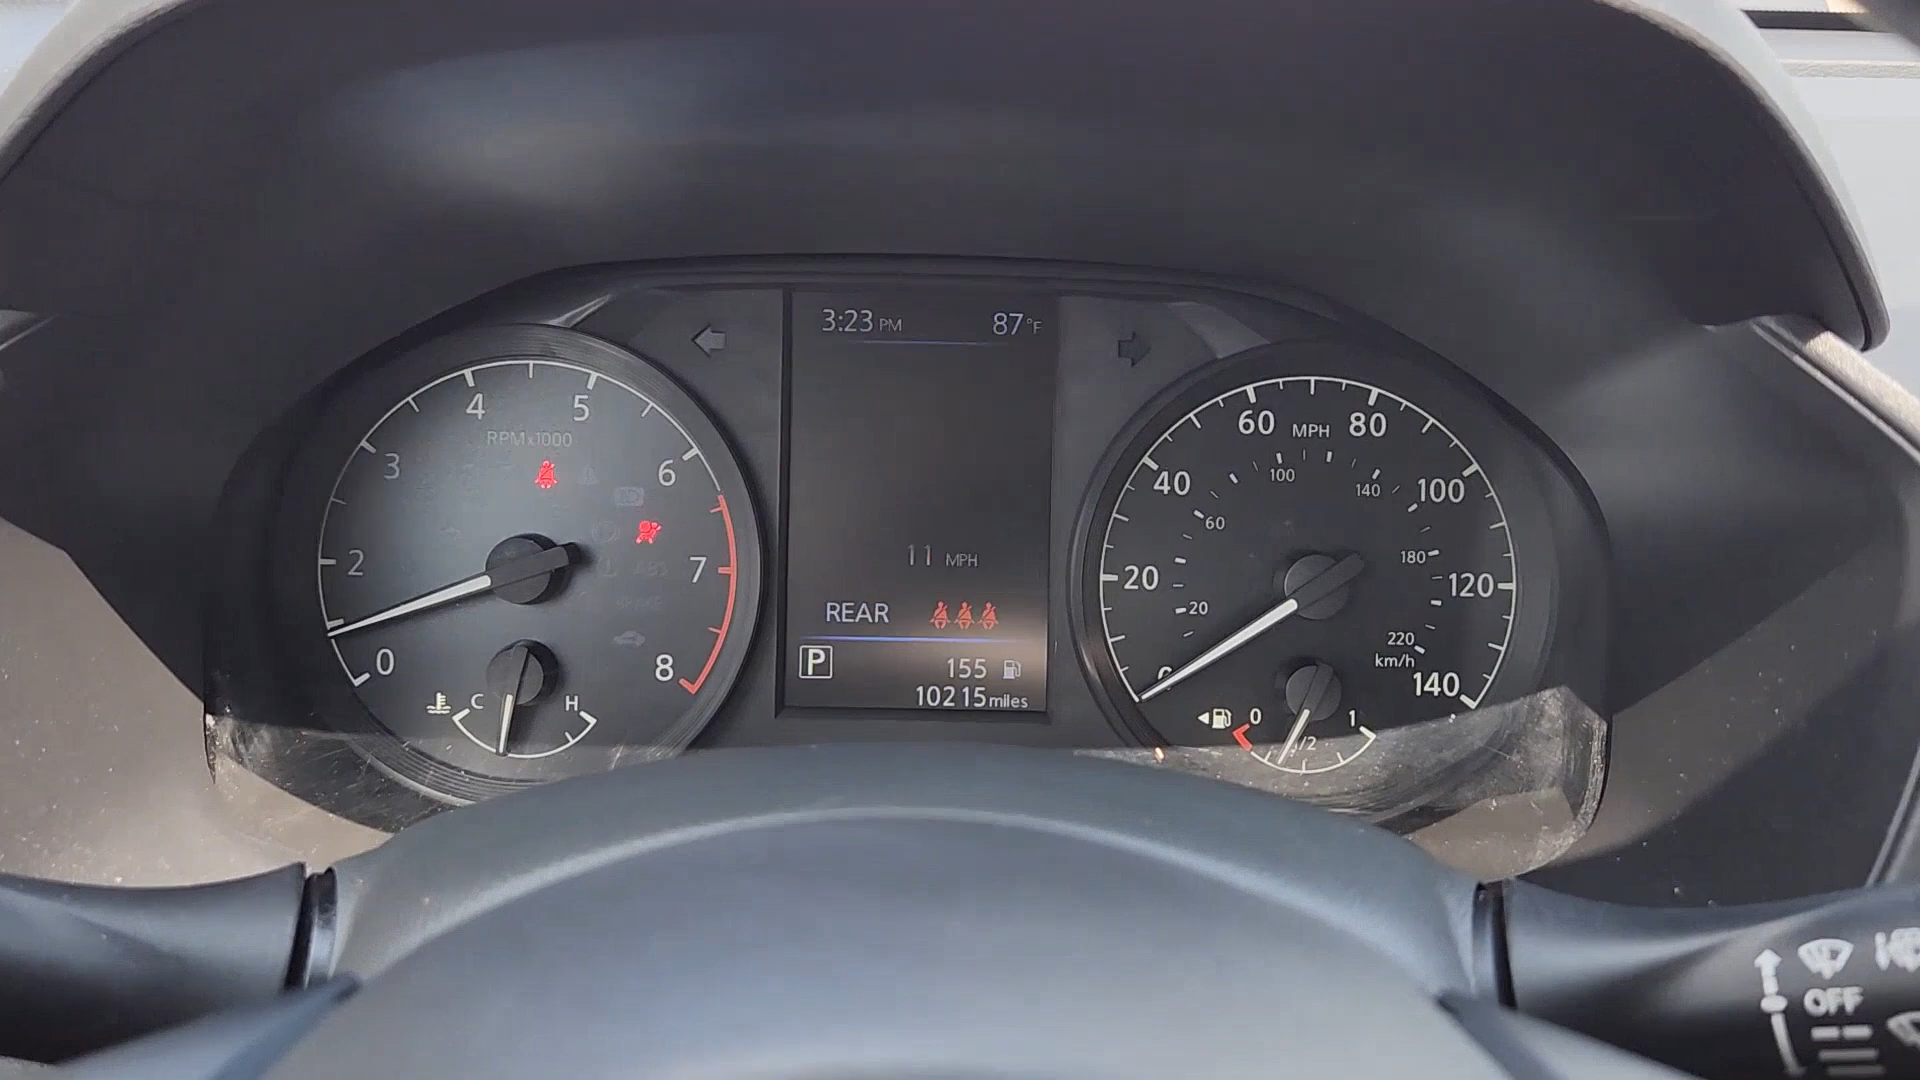 3:23 PM 87°F
4 5
RPM x1000
3 6
2 7
0 8
C H
11 MPH
REAR
P 155
10215 miles
60 MPH 80
40 100 140 100
60 180
20 120
20 220
km/h
0 140
0 1
1/2
OFF